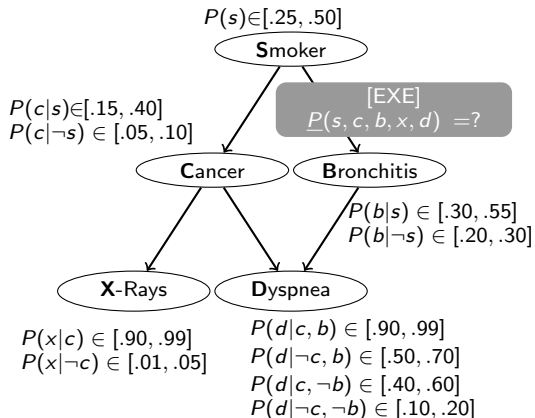 P(s)∈[.25, .50]
Smoker
[EXE]
P(s, c, b, x, d) =?
P(c|s)∈[.15, .40]
P(c|¬s) ∈ [.05, .10]
Cancer
Bronchitis
P(b|s) ∈ [.30, .55]
P(b|¬s) ∈ [.20, .30]
X-Rays
Dyspnea
P(x|c) ∈ [.90, .99]
P(x|¬c) ∈ [.01, .05]
P(d|c, b) ∈ [.90, .99]
P(d|¬c, b) ∈ [.50, .70]
P(d|c, ¬b) ∈ [.40, .60]
P(d|¬c, ¬b) ∈ [.10, .20]